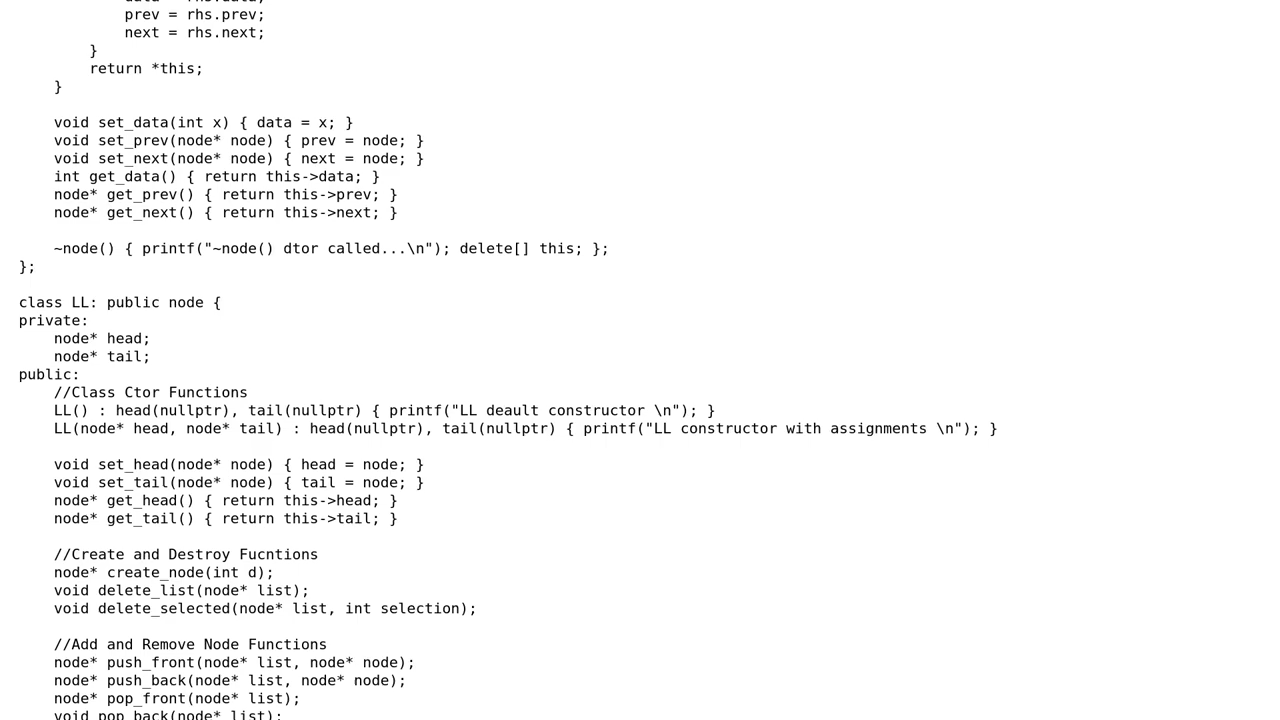 data = rhs.data;
prev = rhs.prev;
next = rhs.next;
}
return *this;
}
void set_data(int x) { data = x; }
void set_prev(node* node) { prev = node; }
void set_next(node* node) { next = node; }
int get_data() { return this->data; }
node* get_prev() { return this->prev; }
node* get_next() { return this->next; }
~node() { printf("~node() dtor called...\n"); delete[] this; };
};
class LL: public node {
private:
node* head;
node* tail;
public:
//Class Ctor Functions
LL() : head(nullptr), tail(nullptr) { printf("LL deault constructor \n"); }
LL(node* head, node* tail) : head(nullptr), tail(nullptr) { printf("LL constructor with assignments \n"); }
void set_head(node* node) { head = node; }
void set_tail(node* node) { tail = node; }
node* get_head() { return this->head; }
node* get_tail() { return this->tail; }
//Create and Destroy Fucntions
node* create_node(int d);
void delete_list(node* list);
void delete_selected(node* list, int selection);
//Add and Remove Node Functions
node* push_front(node* list, node* node);
node* push_back(node* list, node* node);
node* pop_front(node* list);
void pop_back(node* list);